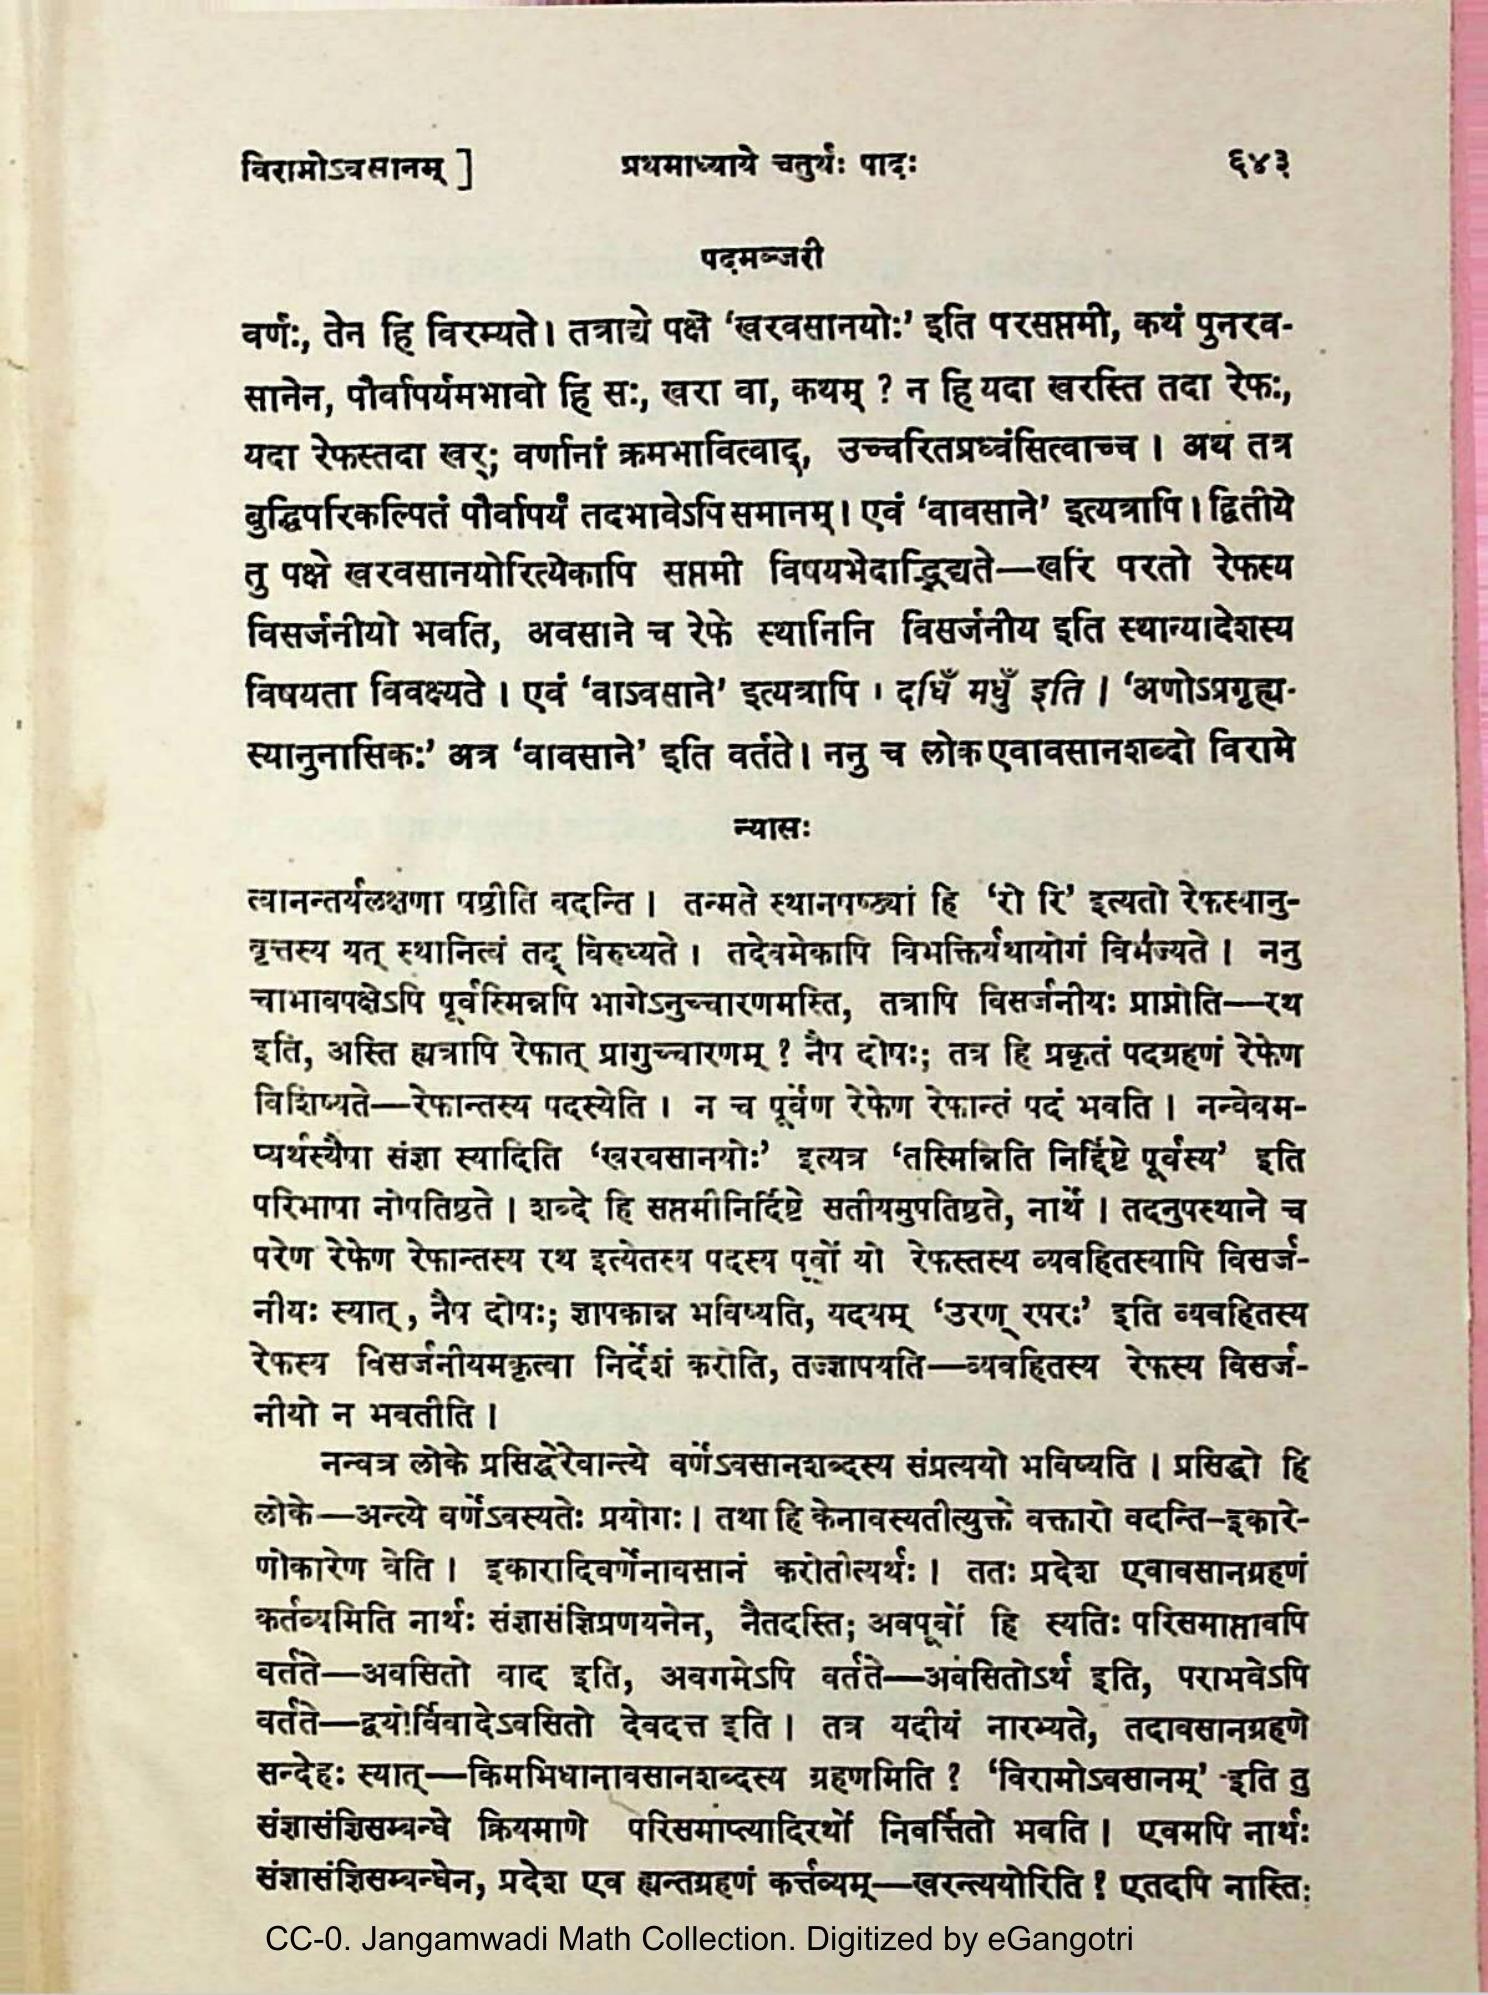 विरामोऽवसानम् ]
प्रथमाध्याये चतुर्थः पादः
६४३
पदमञ्जरी
वर्णः, तेन हि विरम्यते। तत्राद्ये पक्षे ‘खरवसानयोः’ इति परसप्तमी, कथं पुनरव-
सानेन, पौर्वापर्यमभावो हि सः, खरा वा, कथम् ? न हि यदा खरस्ति तदा रेफः,
यदा रेफस्तदा खर्; वर्णानां क्रमभावित्वाद्, उच्चरितप्रध्वंसित्वाच्च । अथ तत्र
बुद्धिपरिकल्पितं पौर्वापर्यं तदभावेऽपि समानम्। एवं ‘वावसाने’ इत्यत्रापि। द्वितीये
तु पक्षे खरवसानयोरित्येकापि सप्तमी विषयभेदाद्भिद्यते—खरि परतो रेफस्य
विसर्जनीयो भवति, अवसाने च रेफे स्थानिनि विसर्जनीय इति स्थान्यादेशस्य
विषयता विवक्ष्यते । एवं ‘वाऽवसाने’ इत्यत्रापि । दधिँ मधुँ इति । ‘अणोऽप्रगृह्य-
स्यानुनासिकः’ अत्र ‘वावसाने’ इति वर्तते। ननु च लोक एवावसानशब्दो विरामे
न्यासः
त्वानन्तर्यलक्षणा षष्ठीति वदन्ति । तन्मते स्थानषष्ठ्यां हि ‘रो रि’ इत्यतो रेफस्यानु-
वृत्तस्य यत् स्थानित्वं तद् विरुध्यते । तदेवमेकापि विभक्तिर्यथायोगं विभज्यते । ननु
चाभावपक्षेऽपि पूर्वस्मिन्नपि भागेऽनुच्चारणमस्ति, तत्रापि विसर्जनीयः प्राप्नोति—रथ
इति, अस्ति ह्यत्रापि रेफात् प्रागुच्चारणम् ? नैष दोषः; तत्र हि प्रकृतं पदग्रहणं रेफेण
विशिष्यते—रेफान्तस्य पदस्येति । न च पूर्वेण रेफेण रेफान्तं पदं भवति । नन्वेवम-
प्यर्थस्यैषा संज्ञा स्यादिति ‘खरवसानयोः’ इत्यत्र ‘तस्मिन्निति निर्द्दिष्टे पूर्वस्य’ इति
परिभाषा नोपतिष्ठते । शब्दे हि सप्तमीनिर्दिष्टे सतीयमुपतिष्ठते, नार्थे । तदनुपस्थाने च
परेण रेफेण रेफान्तस्य रथ इत्येतस्य पदस्य पूर्वो यो रेफस्तस्य व्यवहितस्यापि विसर्ज-
नीयः स्यात्, नैष दोषः; ज्ञापकान्न भविष्यति, यदयम् ‘उरण् रपरः’ इति व्यवहितस्य
रेफस्य विसर्जनीयमकृत्वा निर्देशं करोति, तज्ज्ञापयति—व्यवहितस्य रेफस्य विसर्ज-
नीयो न भवतीति ।
नन्वत्र लोके प्रसिद्धेरेवान्त्ये वर्णेऽवसानशब्दस्य संप्रत्ययो भविष्यति । प्रसिद्धो हि
लोके—अन्त्ये वर्णेऽवस्यतेः प्रयोगः । तथा हि केनावस्यतीत्युक्ते वक्तारो वदन्ति–इकारे-
णोकारेण वेति । इकारादिवर्णेनावसानं करोतीत्यर्थः । ततः प्रदेश एवावसानग्रहणं
कर्तव्यमिति नार्थः संज्ञासंज्ञिप्रणयनेन, नैतदस्ति; अवपूर्वो हि स्यतिः परिसमाप्तावपि
वर्तते—अवसितो वाद इति, अवगमेऽपि वर्तते—अवसितोऽर्थ इति, पराभवेऽपि
वर्तते—द्वयोर्विवादेऽवसितो देवदत्त इति । तत्र यदीयं नारभ्यते, तदावसानग्रहणे
सन्देहः स्यात्—किमभिधानावसानशब्दस्य ग्रहणमिति ? ‘विरामोऽवसानम्’ इति तु
संज्ञासंज्ञिसम्बन्धे क्रियमाणे परिसमाप्त्यादिरर्थो निवर्त्तितो भवति । एवमपि नार्थः
संज्ञासंज्ञिसम्बन्धेन, प्रदेश एव ह्यन्तग्रहणं कर्त्तव्यम्—खरन्त्ययोरिति ? एतदपि नास्ति;
CC-0. Jangamwadi Math Collection. Digitized by eGangotri